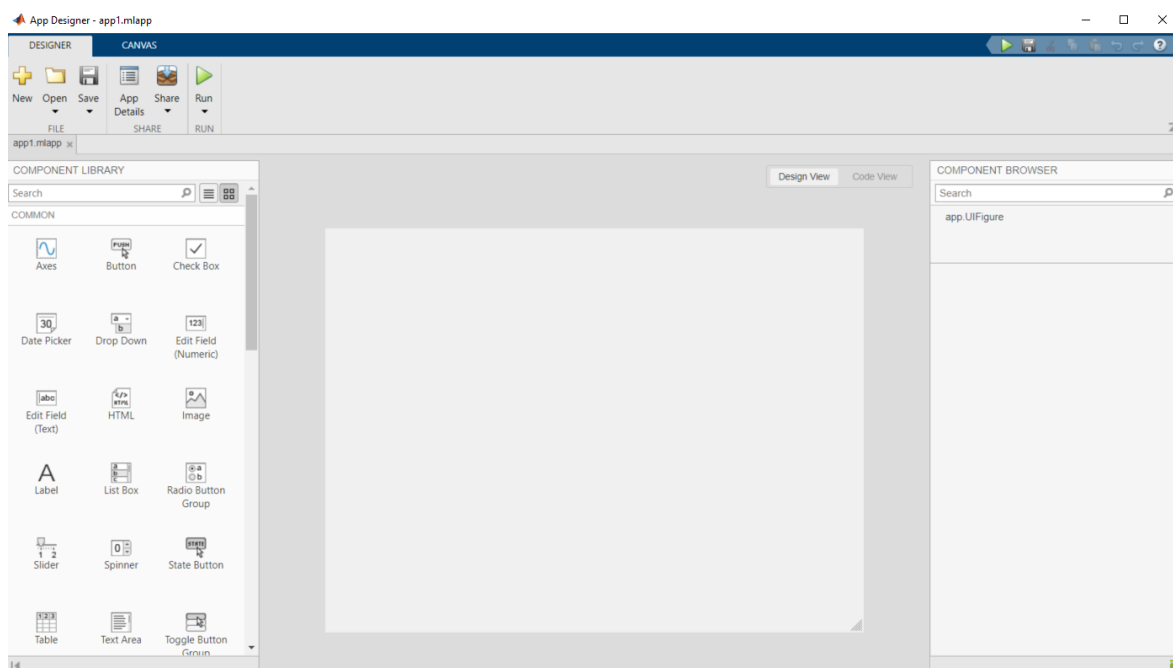 App Designer - app1.mlapp
DESIGNER CANVAS
New Open Save App Details Share Run
FILE SHARE RUN
app1.mlapp
COMPONENT LIBRARY
Search
COMMON
Axes Button Check Box
Date Picker Drop Down Edit Field (Numeric)
Edit Field (Text) HTML Image
Label List Box Radio Button Group
Slider Spinner State Button
Table Text Area Toggle Button Group
Design View Code View
COMPONENT BROWSER
Search
app.UIFigure